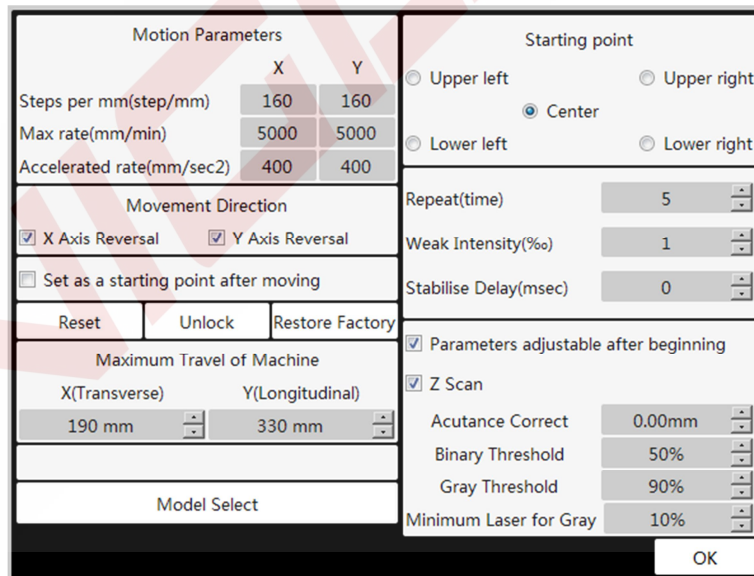 Motion Parameters
X Y
Steps per mm(step/mm) 160 160
Max rate(mm/min) 5000 5000
Accelerated rate(mm/sec2) 400 400
Movement Direction
X Axis Reversal Y Axis Reversal
Set as a starting point after moving
Reset Unlock Restore Factory
Maximum Travel of Machine
X(Transverse) Y(Longitudinal)
190 mm 330 mm
Model Select
Starting point
Upper left Upper right
Center
Lower left Lower right
Repeat(time) 5
Weak Intensity(‰) 1
Stabilise Delay(msec) 0
Parameters adjustable after beginning
Z Scan
Acutance Correct 0.00mm
Binary Threshold 50%
Gray Threshold 90%
Minimum Laser for Gray 10%
OK